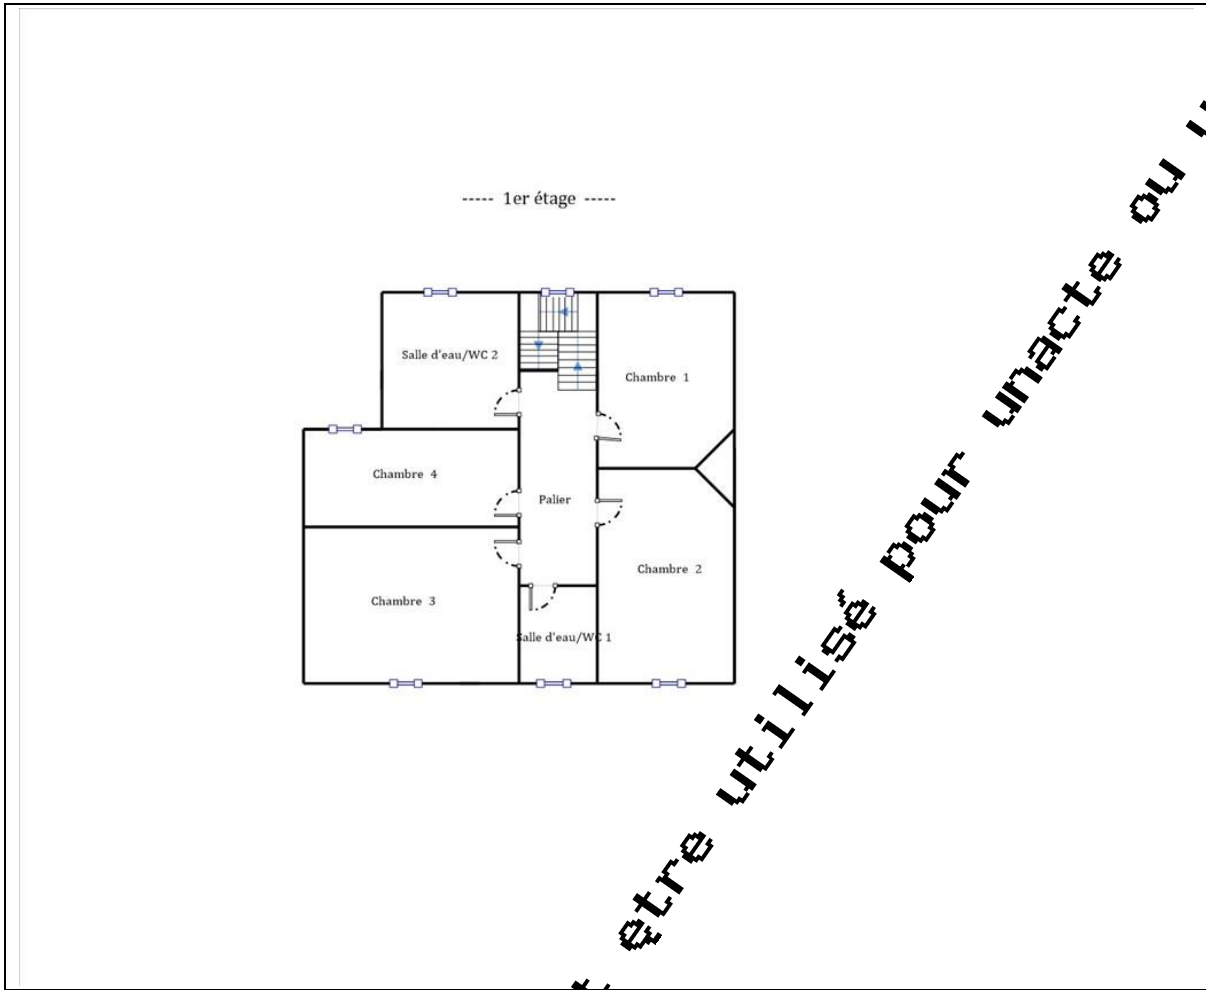 ----- 1er étage -----
Salle d'eau/WC 2
Chambre 1
Chambre 4
Palier
Chambre 2
Chambre 3
Salle d'eau/WC 1
etre utilisé pour unacte ou